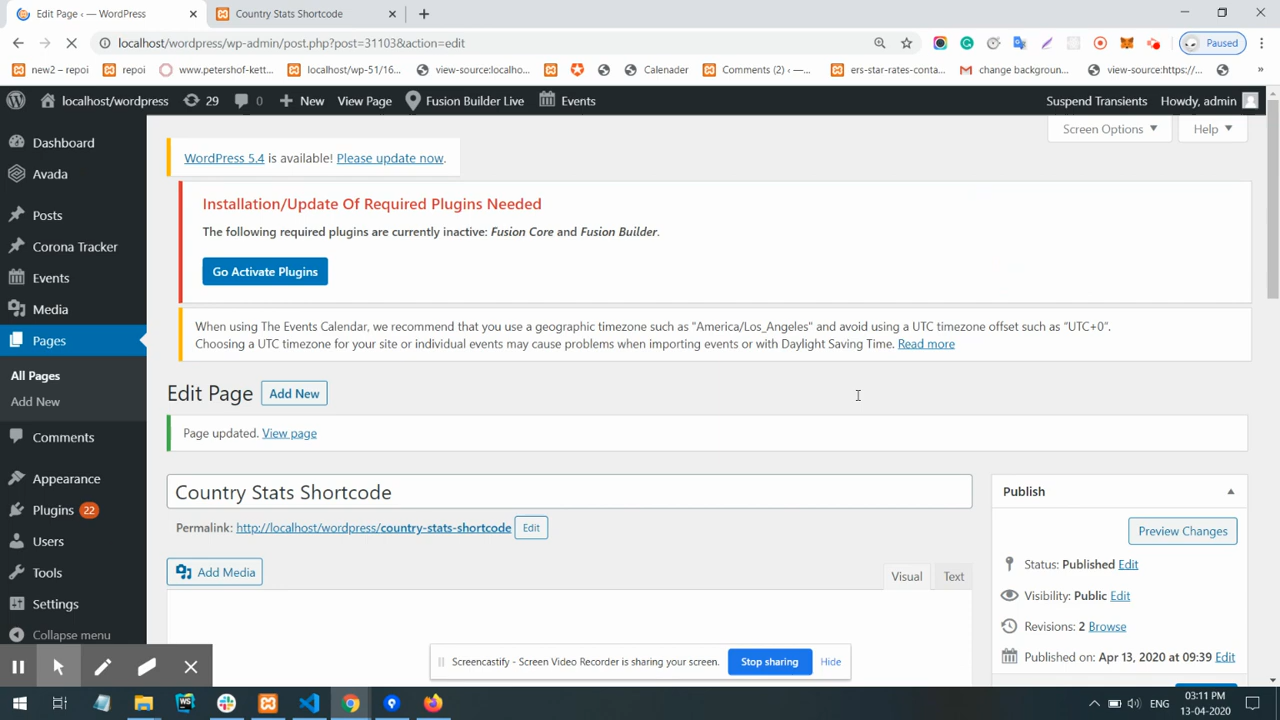 Edit Page ‹ — WordPress
Country Stats Shortcode
localhost/wordpress/wp-admin/post.php?post=31103&action=edit
Paused
new2 – repoi
repoi
www.petershof-kett...
localhost/wp-51/16...
view-source:localho...
Calenader
Comments (2) ‹ —...
ers-star-rates-conta...
change backgroun...
view-source:https://...
localhost/wordpress
29
0
New
View Page
Fusion Builder Live
Events
Suspend Transients
Howdy, admin
Screen Options
Help
Dashboard
Avada
Posts
Corona Tracker
Events
Media
Pages
All Pages
Add New
Comments
Appearance
Plugins 22
Users
Tools
Settings
Collapse menu
WordPress 5.4 is available! Please update now.
Installation/Update Of Required Plugins Needed
The following required plugins are currently inactive: Fusion Core and Fusion Builder.
Go Activate Plugins
When using The Events Calendar, we recommend that you use a geographic timezone such as "America/Los_Angeles" and avoid using a UTC timezone offset such as "UTC+0".
Choosing a UTC timezone for your site or individual events may cause problems when importing events or with Daylight Saving Time. Read more
Edit Page
Add New
Page updated. View page
Country Stats Shortcode
Permalink: http://localhost/wordpress/country-stats-shortcode
Edit
Add Media
Visual
Text
Publish
Preview Changes
Status: Published Edit
Visibility: Public Edit
Revisions: 2 Browse
Published on: Apr 13, 2020 at 09:39 Edit
Screencastify - Screen Video Recorder is sharing your screen.
Stop sharing
Hide
ENG
03:11 PM
13-04-2020